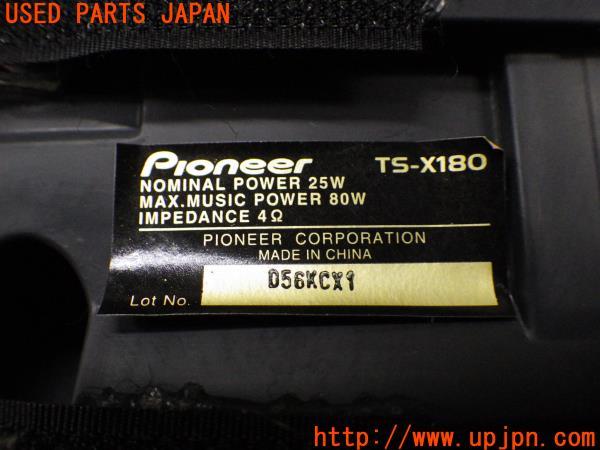 USED PARTS JAPAN
Pioneer TS-X180
NOMINAL POWER 25W
MAX.MUSIC POWER 80W
IMPEDANCE 4Ω
PIONEER CORPORATION
MADE IN CHINA
Lot No. D56KCX1
UPJ
http://www.upjpn.com/